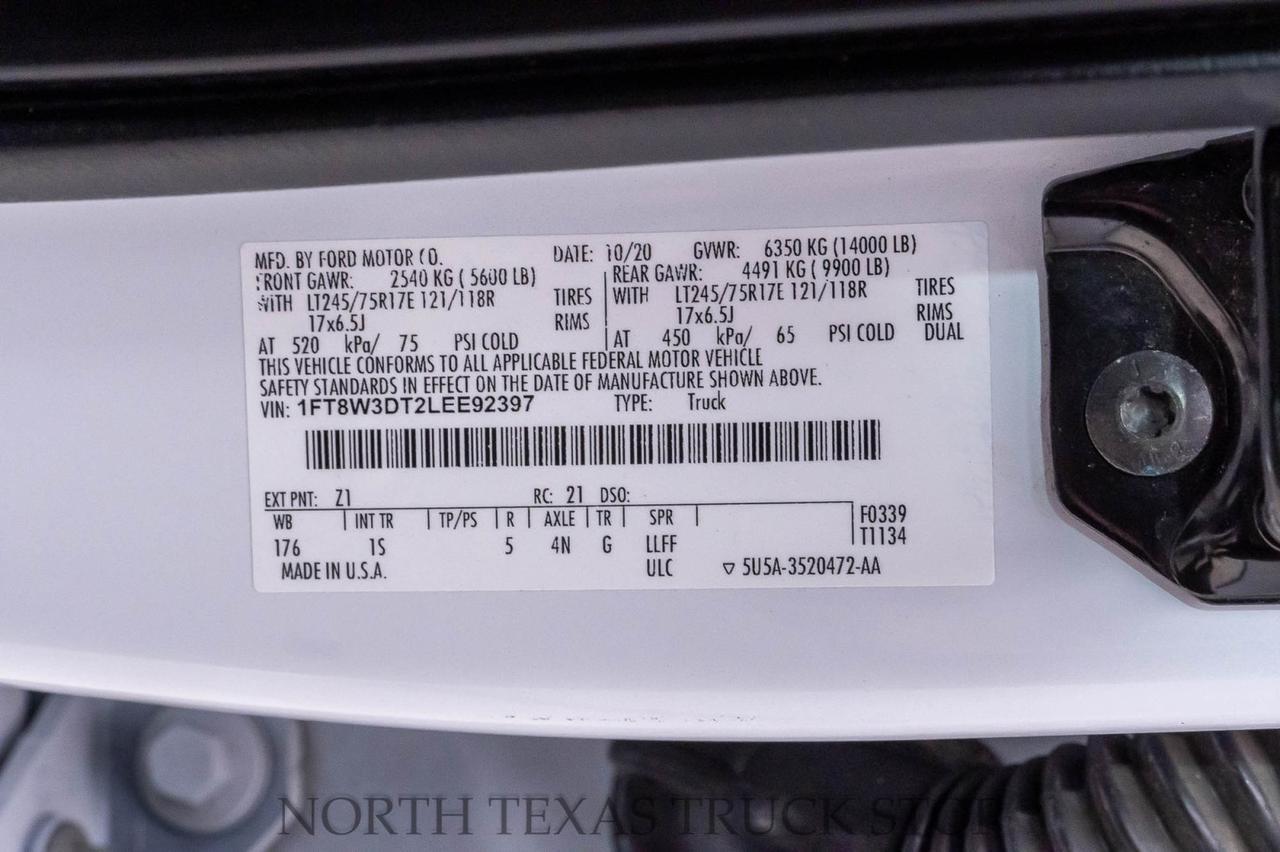 MFD. BY FORD MOTOR CO. DATE: 10/20 GVWR: 6350 KG (14000 LB)
FRONT GAWR: 2540 KG ( 5600 LB) REAR GAWR: 4491 KG ( 9900 LB)
WITH LT245/75R17E 121/118R TIRES WITH LT245/75R17E 121/118R TIRES
17x6.5J RIMS 17x6.5J RIMS
AT 520 kPa/ 75 PSI COLD AT 450 kPa/ 65 PSI COLD DUAL
THIS VEHICLE CONFORMS TO ALL APPLICABLE FEDERAL MOTOR VEHICLE
SAFETY STANDARDS IN EFFECT ON THE DATE OF MANUFACTURE SHOWN ABOVE.
VIN: 1FT8W3DT2LEE92397 TYPE: Truck
EXT PNT: Z1 RC: 21 DSO:
WB INT TR TP/PS R AXLE TR SPR F0339
176 1S 5 4N G LLFF T1134
MADE IN U.S.A. ULC ▽ 5U5A-3520472-AA
NORTH TEXAS TRUCK STOP